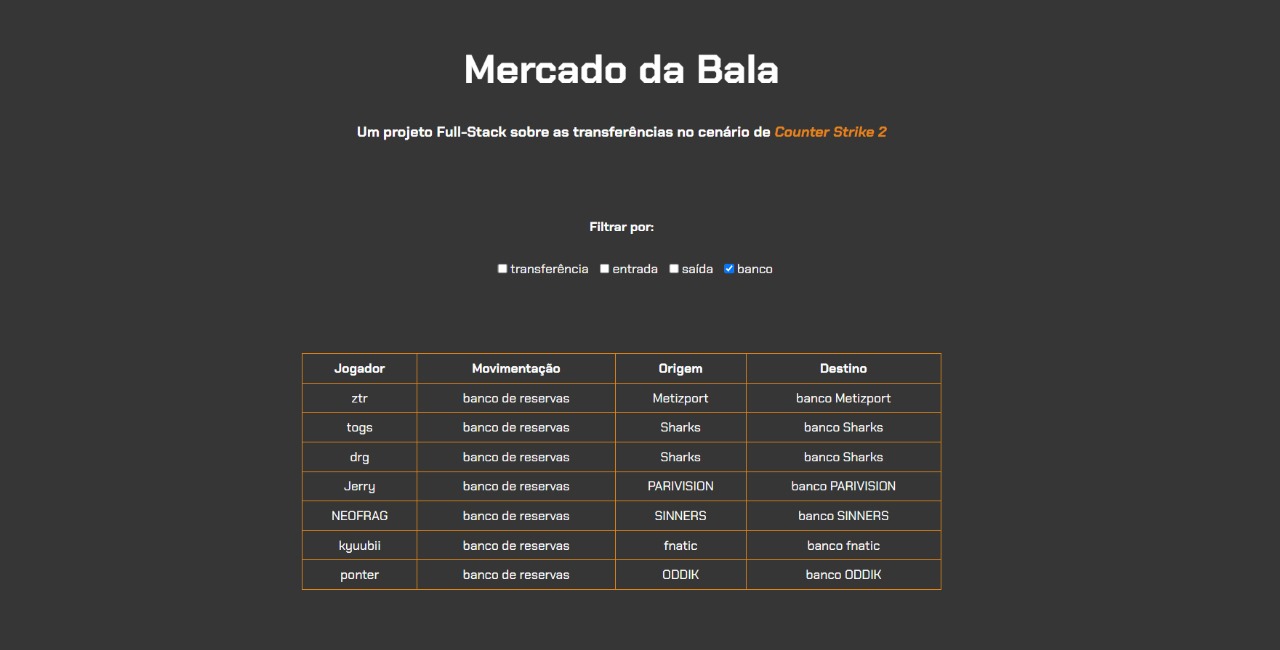 Mercado da Bala
Um projeto Full-Stack sobre as transferências no cenário de Counter Strike 2
Filtrar por:
transferência entrada saída banco
Jogador Movimentação Origem Destino
ztr banco de reservas Metizport banco Metizport
togs banco de reservas Sharks banco Sharks
drg banco de reservas Sharks banco Sharks
Jerry banco de reservas PARIVISION banco PARIVISION
NEOFRAG banco de reservas SINNERS banco SINNERS
kyuubii banco de reservas fnatic banco fnatic
ponter banco de reservas ODDIK banco ODDIK